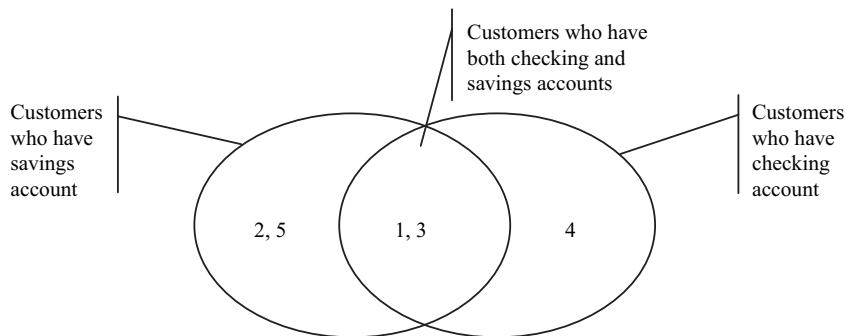 Customers who have
both checking and
savings accounts
Customers
who have
savings
account
Customers
who have
checking
account
2, 5
1, 3
4